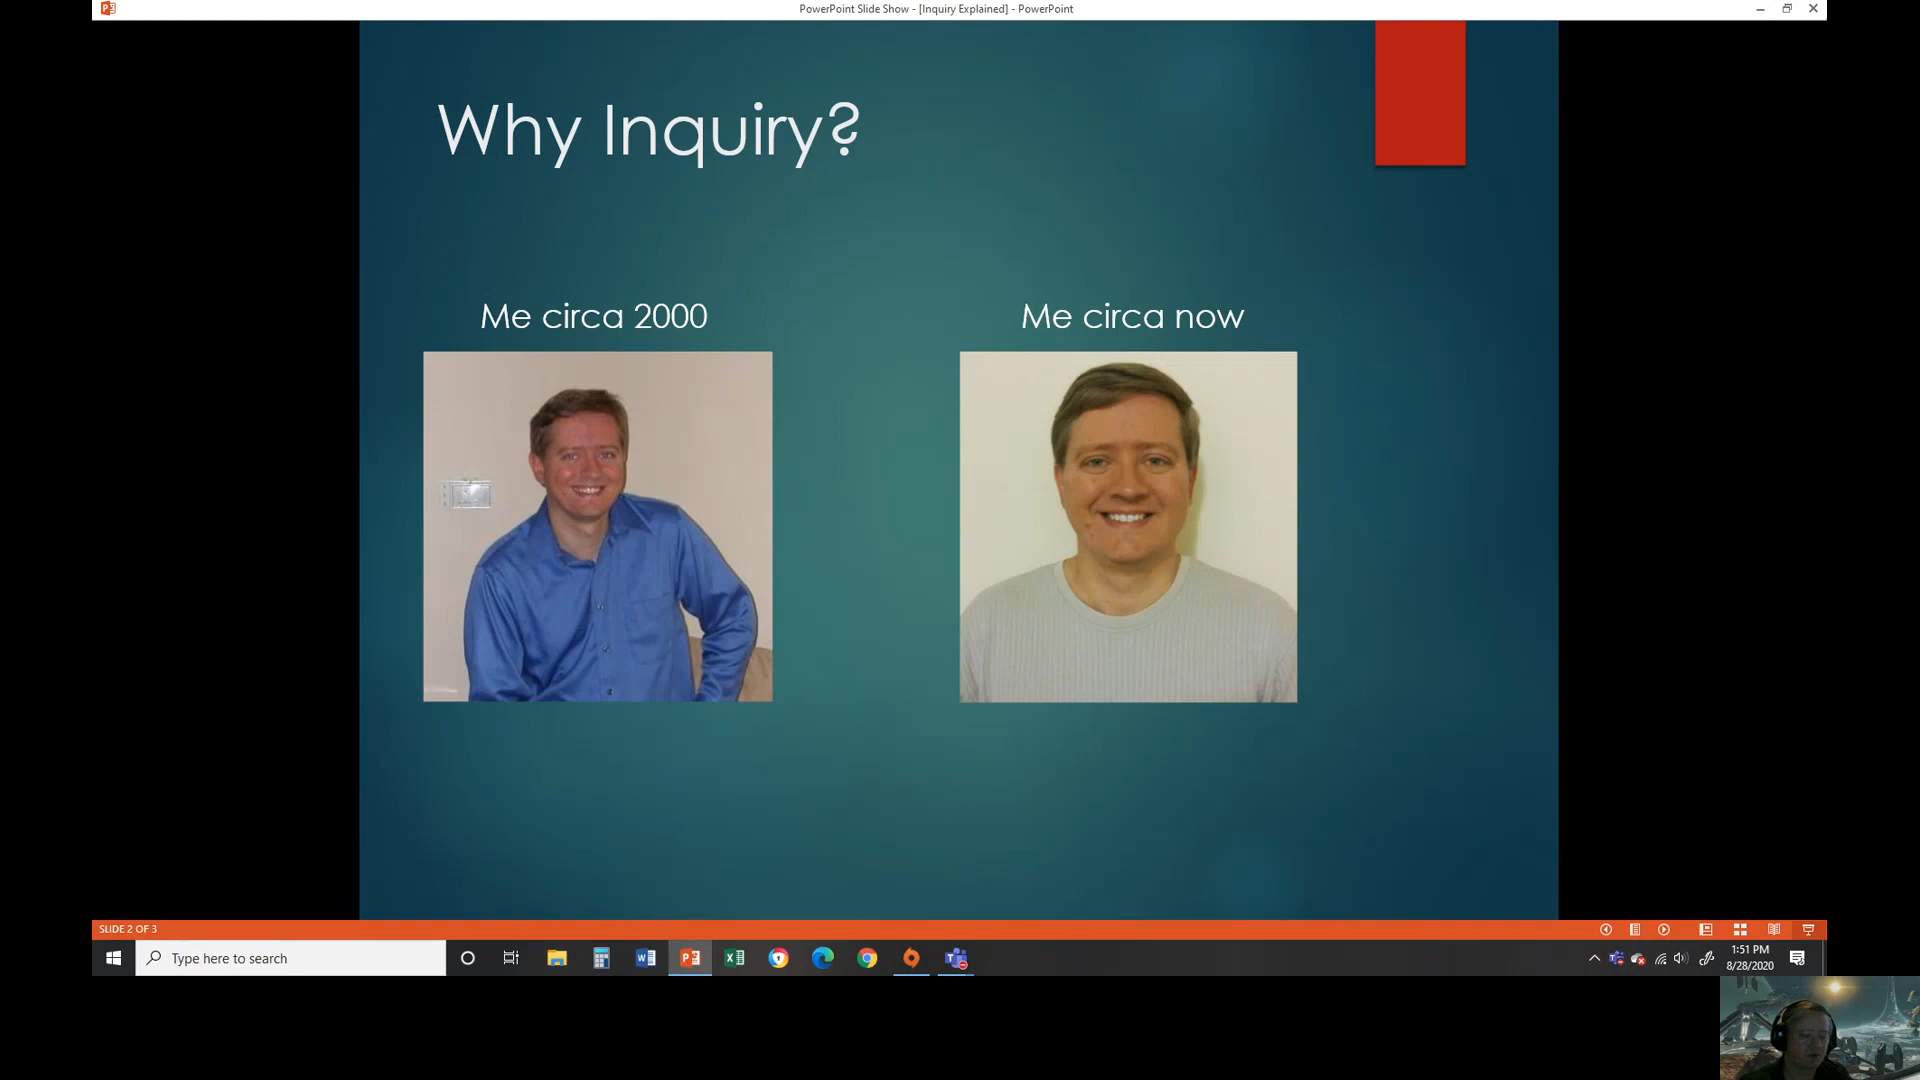 PowerPoint Slide Show - [Inquiry Explained] - PowerPoint
Why Inquiry?
Me circa 2000
Me circa now
SLIDE 2 OF 3
Type here to search
1:51 PM
8/28/2020